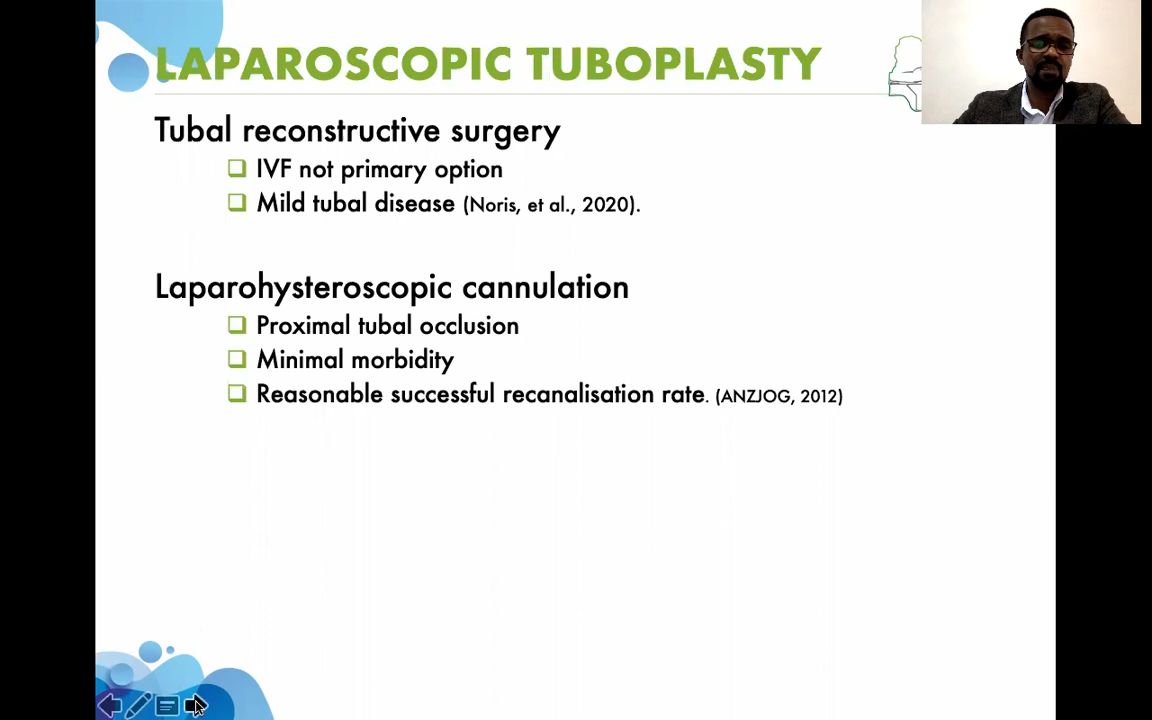 LAPAROSCOPIC TUBOPLASTY
Tubal reconstructive surgery
IVF not primary option
Mild tubal disease (Noris, et al., 2020).
Laparohysteroscopic cannulation
Proximal tubal occlusion
Minimal morbidity
Reasonable successful recanalisation rate. (ANZJOG, 2012)